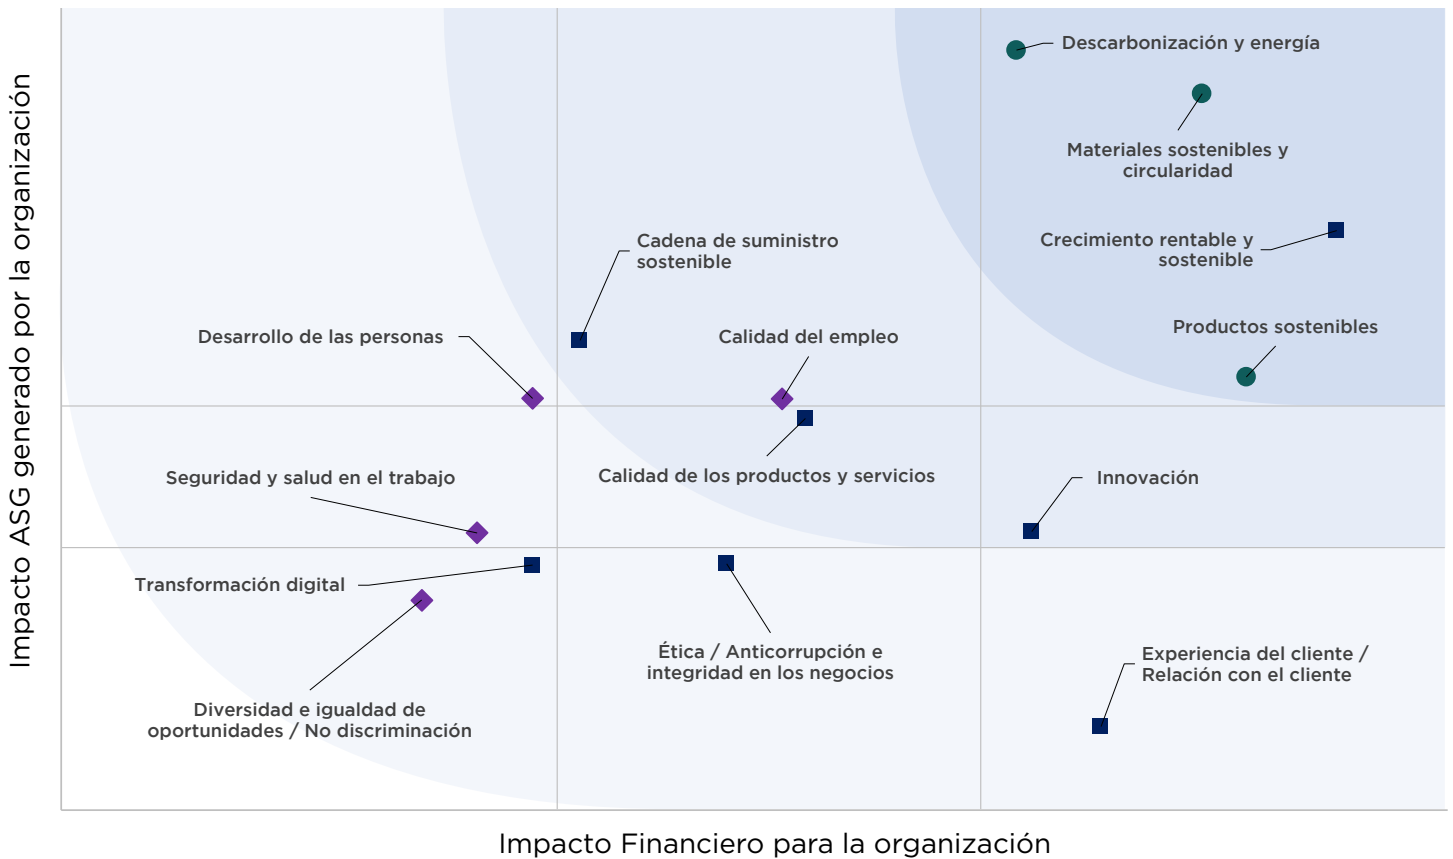 Impacto ASG generado por la organización
Descarbonización y energía
Materiales sostenibles y
circularidad
Crecimiento rentable y
sostenible
Productos sostenibles
Cadena de suministro
sostenible
Desarrollo de las personas
Calidad del empleo
Seguridad y salud en el trabajo
Calidad de los productos y servicios
Innovación
Transformación digital
Ética / Anticorrupción e
integridad en los negocios
Experiencia del cliente /
Relación con el cliente
Diversidad e igualdad de
oportunidades / No discriminación
Impacto Financiero para la organización